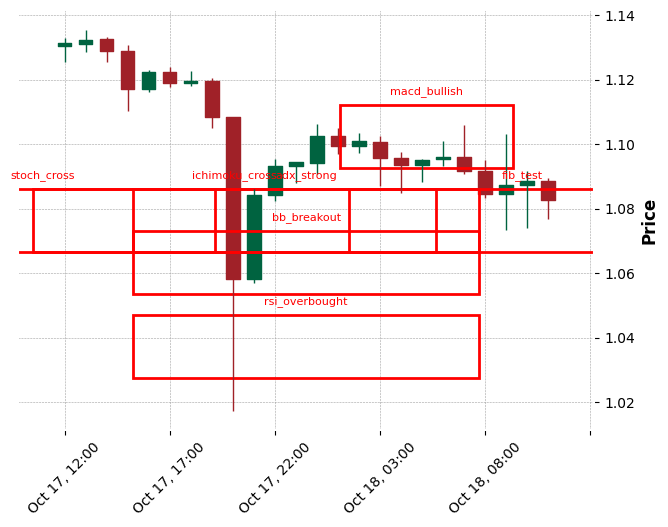 1.14
1.12
macd_bullish
1.10
stoch_cross
fib_test
1.08
bb_breakout
Price
1.06
rsi_overbought
1.04
1.02
Oct 17, 12:00
Oct 17, 17:00
Oct 17, 22:00
Oct 18, 03:00
Oct 18, 08:00